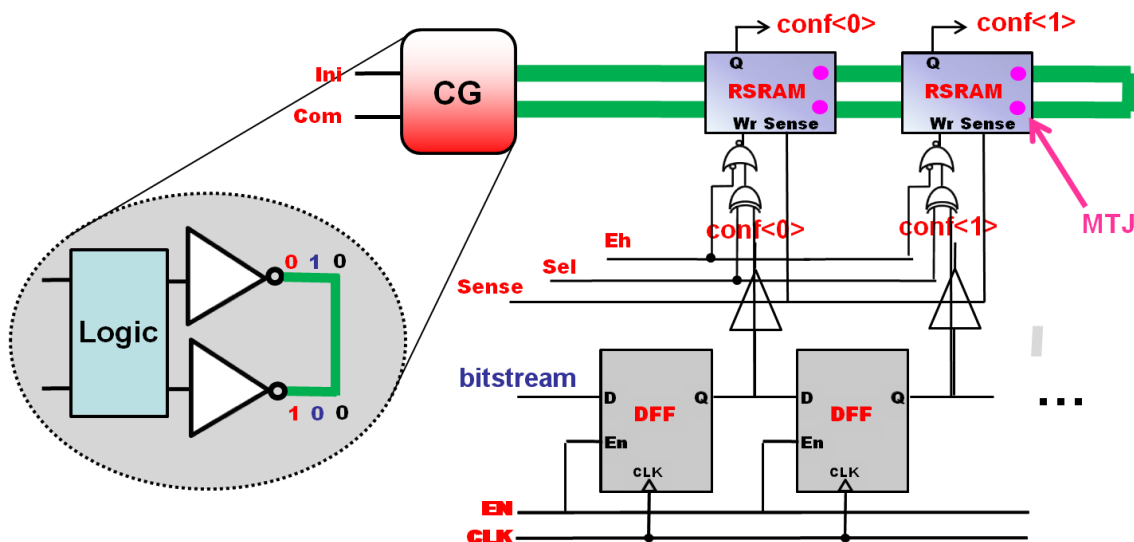 conf<0>
conf<1>
Q
Q
Ini
CG
RSRAM
RSRAM
Com
Wr Sense
Wr Sense
MTJ
conf<0>
conf<1>
Eh
Sel
Sense
0 1 0
Logic
bitstream
1 0 0
D
Q
D
Q
DFF
DFF
En
En
CLK
CLK
...
EN
CLK